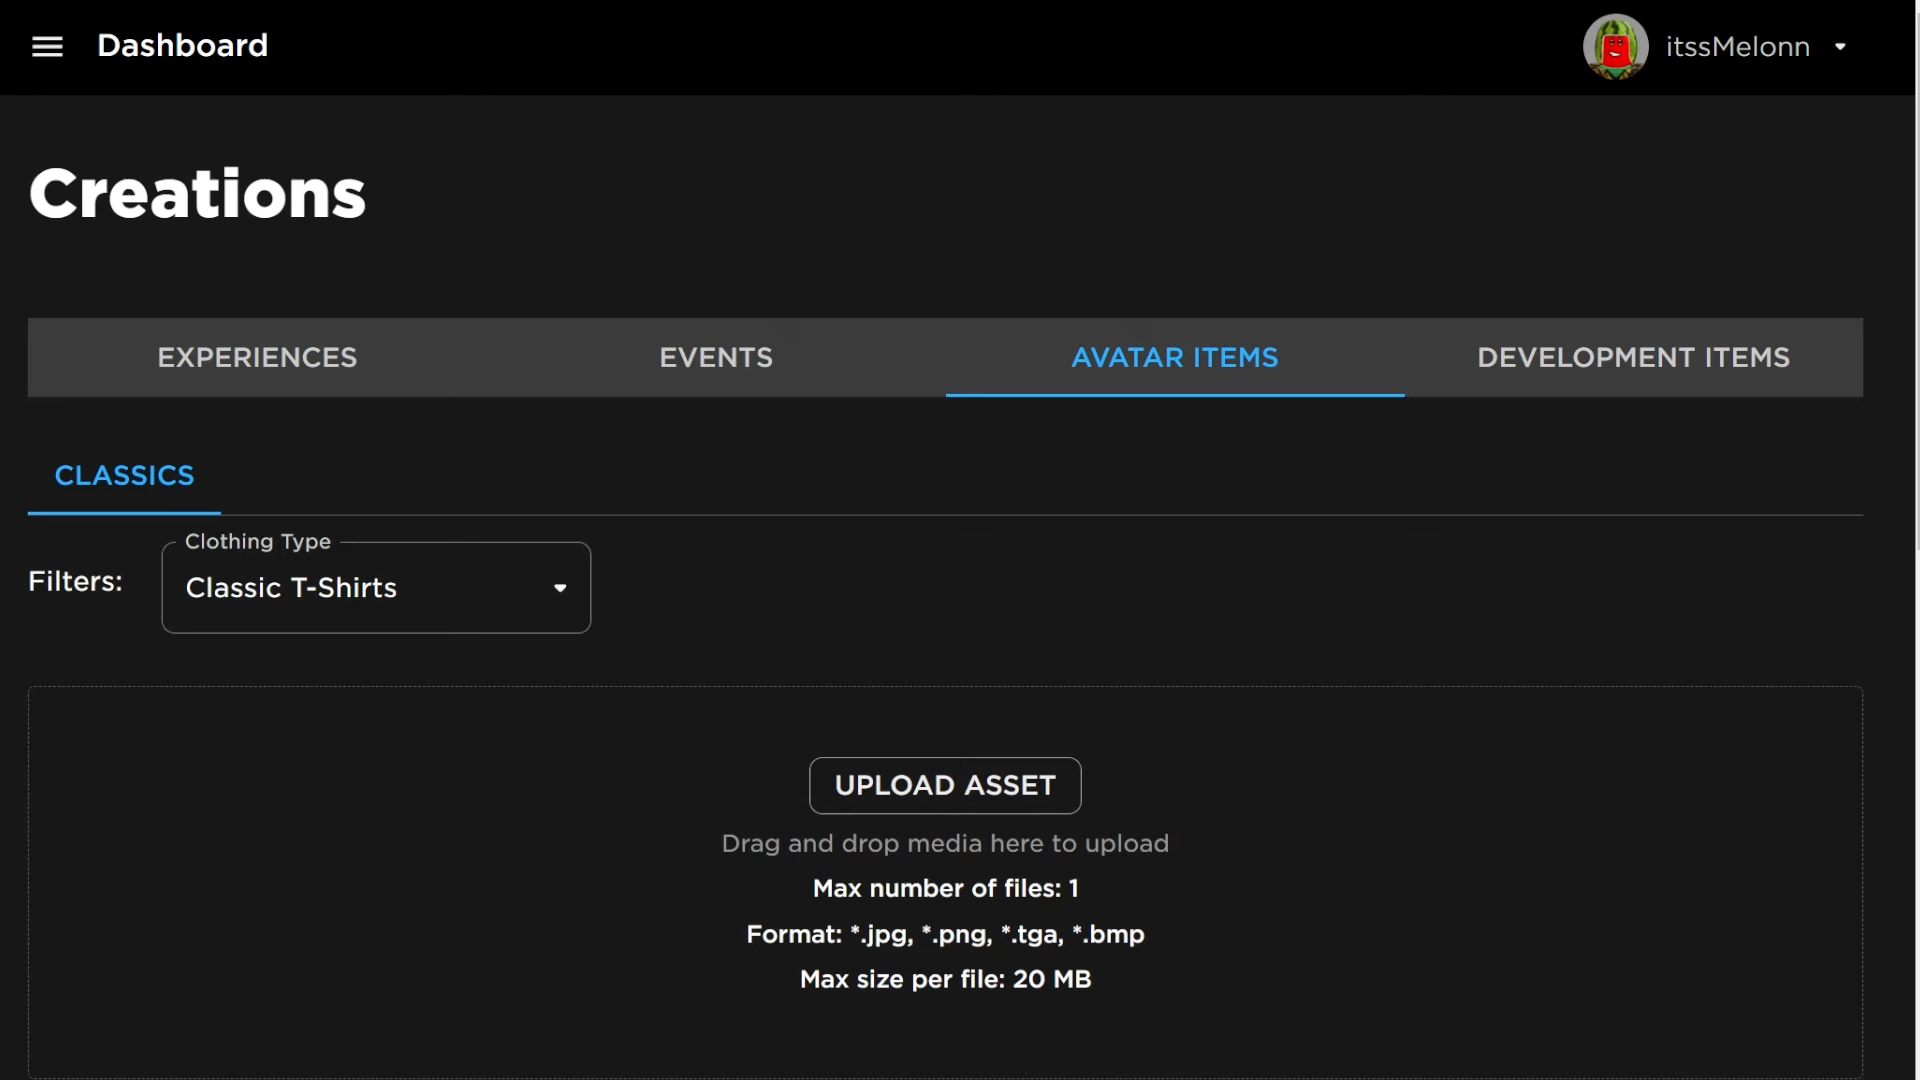 Dashboard
itssMelonn
Creations
EXPERIENCES
EVENTS
AVATAR ITEMS
DEVELOPMENT ITEMS
CLASSICS
Filters:
Clothing Type
Classic T-Shirts
UPLOAD ASSET
Drag and drop media here to upload
Max number of files: 1
Format: *.jpg, *.png, *.tga, *.bmp
Max size per file: 20 MB